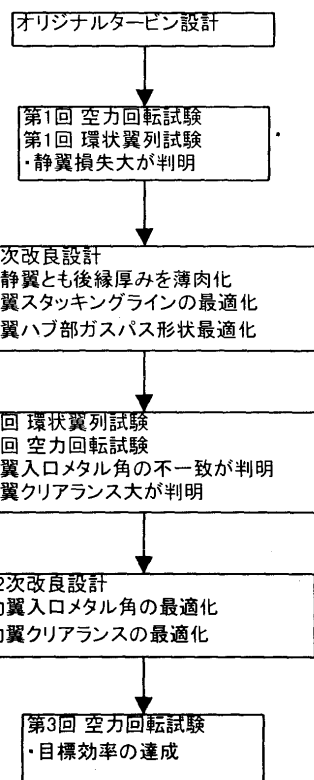 オリジナルタービン設計
第1回 空力回転試験
第1回 環状翼列試験
・静翼損失大が判明
次改良設計
静翼とも後縁厚みを薄肉化
翼スタッキングラインの最適化
翼ハブ部ガスパス形状最適化
回 環状翼列試験
回 空力回転試験
翼入口メタル角の不一致が判明
翼クリアランス大が判明
2次改良設計
翼入口メタル角の最適化
翼クリアランスの最適化
第3回 空力回転試験
・目標効率の達成